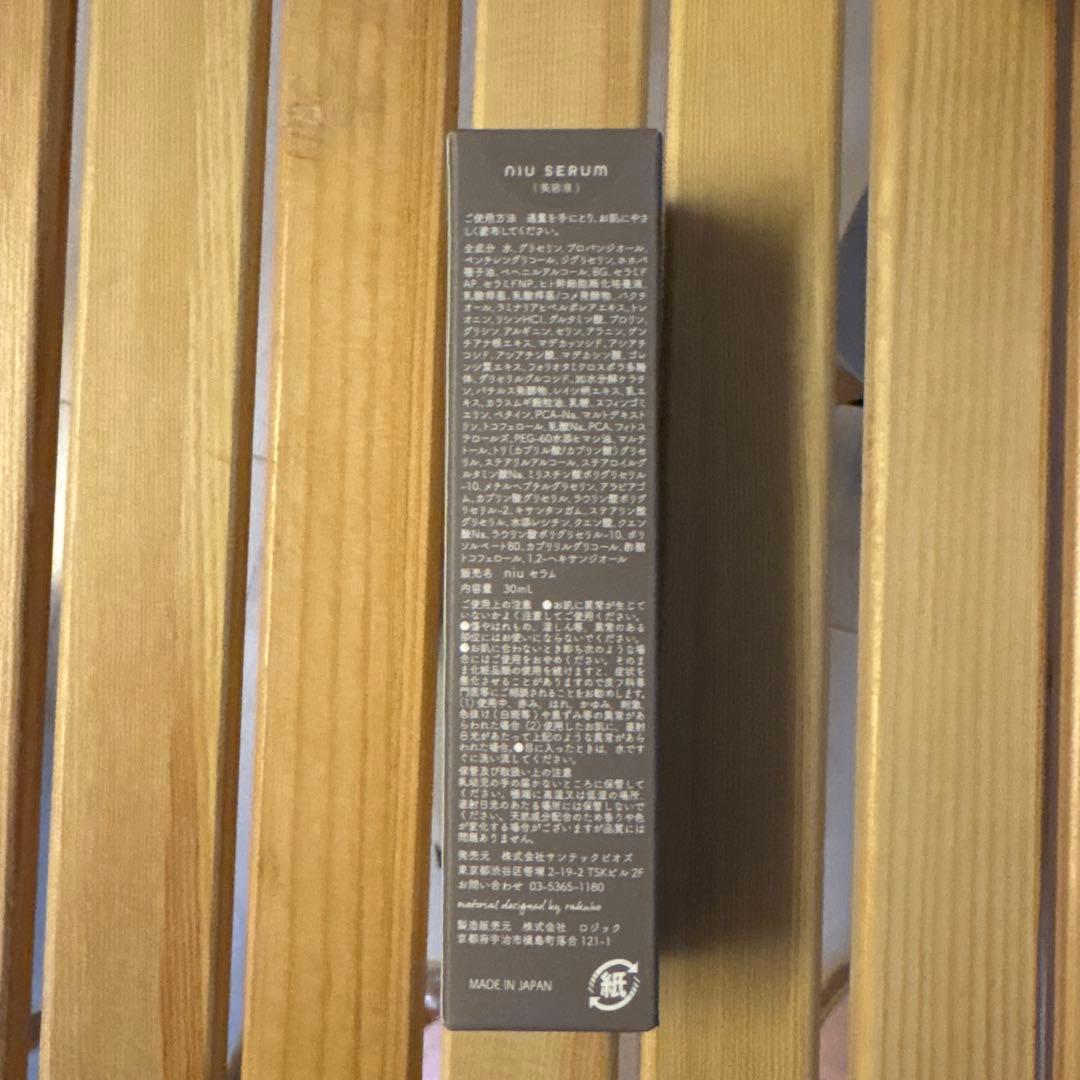 niu SERUM
(美容液)
ご使用方法 適量を手にとり、お肌にやさ
しく塗布してください。
全成分 水、グリセリン、プロパンジオール、
ペンチレングリコール、ジグリセリン、ホホバ
種子油、ベヘニルアルコール、BG、セラミド
AP、セラミドNP、ヒト幹細胞順化培養液、
乳酸桿菌、乳酸桿菌/コメ発酵物、バクチ
オール、ラミナリアヒペルボレアエキス、トレ
オニン、リシンHCl、グルタミン酸、プロリン、
グリシン、アルギニン、セリン、アラニン、ゲン
チアナ根エキス、マデカッソシド、アシアチ
コシド、アシアチン酸、マデカシン酸、ゴレ
ンシ葉エキス、フォリオタミクロスポラ多糖
体、グリセリルグルコシド、加水分解ケラチ
ン、バチルス発酵物、レイシ柄エキス、乳エ
キス、カラスムギ穀粒油、乳糖、スフィンゴミ
エリン、ベタイン、PCA-Na、マルトデキスト
リン、トコフェロール、乳酸Na、PCA、フィトス
テロールズ、PEG-60水添ヒマシ油、マルチ
トール、トリ(カプリル酸/カプリン酸)グリセ
リル、ステアリルアルコール、ステアロイルグ
ルタミン酸Na、ミリスチン酸ポリグリセリル
-10、メチルヘプチルグリセリン、アラビアゴ
ム、カプリン酸グリセリル、ラウリン酸ポリグ
リセリル-2、キサンタンガム、ステアリン酸
グリセリル、水添レシチン、クエン酸、クエン
酸Na、ラウリン酸ポリグリセリル-10、ポリ
ソルベート80、カプリリルグリコール、酢酸
トコフェロール、1,2-ヘキサンジオール
販売名 niu セラム
内容量 30mL
ご使用上の注意 ●お肌に異常が生じて
いないかよく注意してご使用ください。
●傷やはれもの、湿しん等、異常のある
部位にはお使いにならないでください。
●お肌に合わないとき即ち次のような場
合にはご使用をおやめください。そのま
ま化粧品類の使用を続けますと、症状を
悪化させることがありますので皮フ科専
門医等にご相談されることをお勧めします。
(1)使用中、赤み、はれ、かゆみ、刺激、
色抜け(白斑等)や黒ずみ等の異常があ
らわれた場合 (2)使用したお肌に、直射
日光があたって上記のような異常があら
われた場合。●目に入ったときは、水です
ぐに洗い流してください。
保管及び取扱い上の注意
乳幼児の手の届かないところに保管して
ください。極端に高温又は低温の場所、
直射日光のあたる場所には保管しないで
ください。天然成分配合のため香りや色
が変化する場合がございますが品質には
問題ありません。
発売元 株式会社サンテックビオズ
東京都渋谷区笹塚 2-19-2 TSKビル 2F
お問い合わせ 03-5365-1180
material designed by rakubo
製造販売元 株式会社 ロジック
京都府宇治市槇島町落合 121-1
MADE IN JAPAN
紙